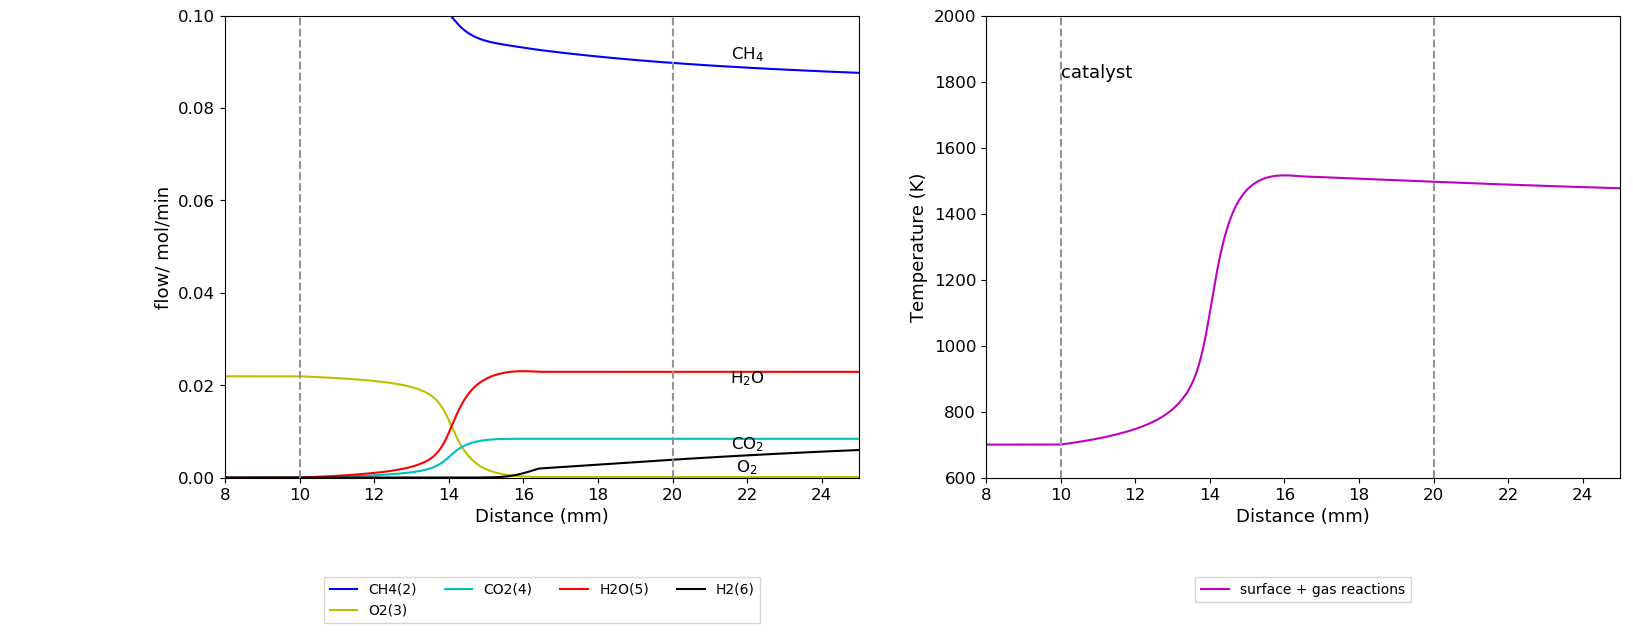 0.10
0.08
0.06
0.04
0.02
0.00
flow/ mol/min
CH₄
H₂O
CO₂
O₂
8 10 12 14 16 18 20 22 24
Distance (mm)
CH4(2) CO2(4) H2O(5) H2(6)
O2(3)
2000
1800
1600
1400
1200
1000
800
600
Temperature (K)
catalyst
8 10 12 14 16 18 20 22 24
Distance (mm)
surface + gas reactions